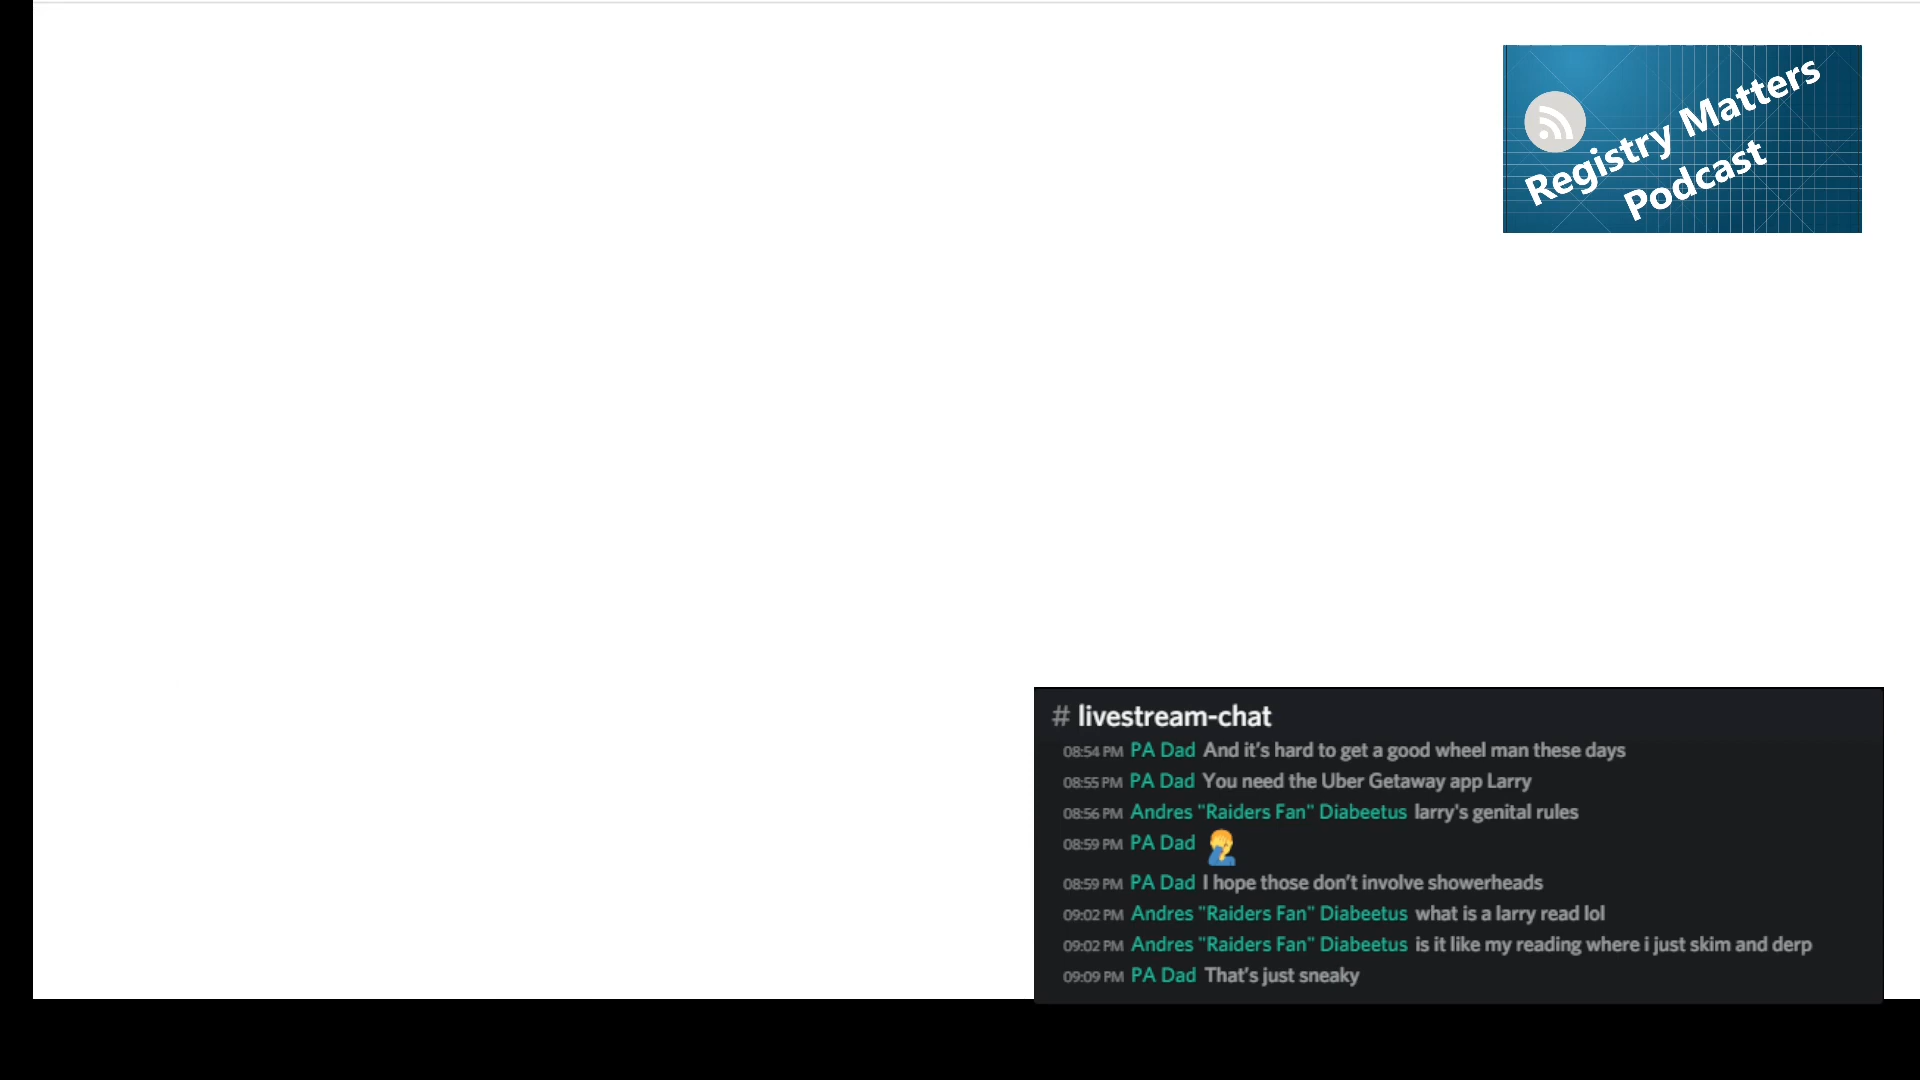 Registry Matters
Podcast
# livestream-chat
08:54 PM PA Dad And it's hard to get a good wheel man these days
08:55 PM PA Dad You need the Uber Getaway app Larry
08:56 PM Andres "Raiders Fan" Diabeetus larry's genital rules
08:59 PM PA Dad
08:59 PM PA Dad I hope those don't involve showerheads
09:02 PM Andres "Raiders Fan" Diabeetus what is a larry read lol
09:02 PM Andres "Raiders Fan" Diabeetus is it like my reading where i just skim and derp
09:09 PM PA Dad That's just sneaky